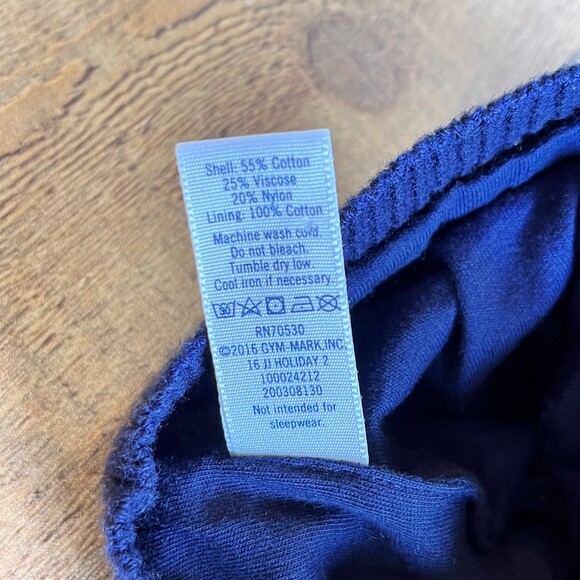 Shell: 55% Cotton
25% Viscose
20% Nylon
Lining: 100% Cotton
Machine wash cold.
Do not bleach.
Tumble dry low.
Cool iron if necessary.
30
RN70530
©2016 GYM-MARK,INC.
16 JJ HOLIDAY 2
100024212
200308130
Not intended for
sleepwear.